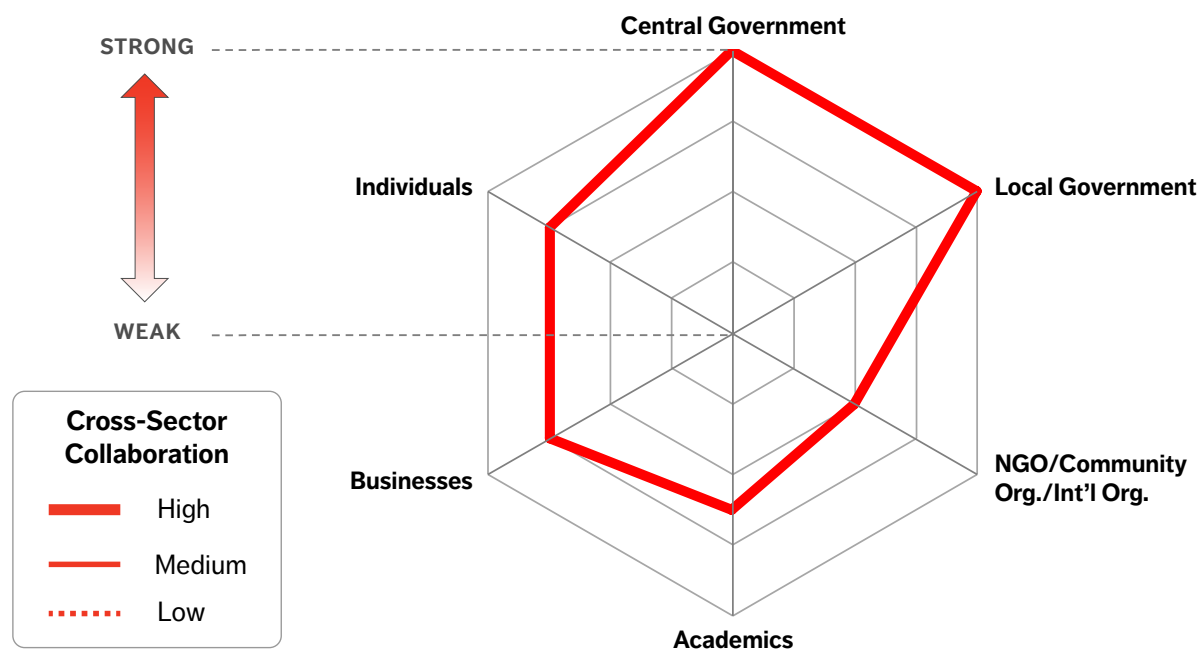 Central Government
STRONG
Individuals
Local Government
WEAK
Cross-Sector
Collaboration
High
Medium
Low
Businesses
NGO/Community
Org./Int’l Org.
Academics